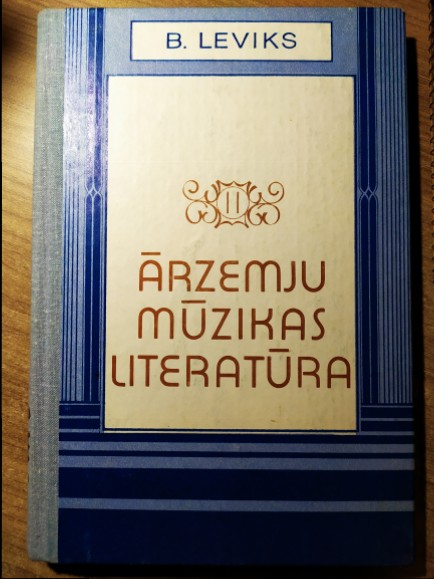 B. LEVIKS
II
ĀRZEMJU
MŪZIKAS
LITERATŪRA